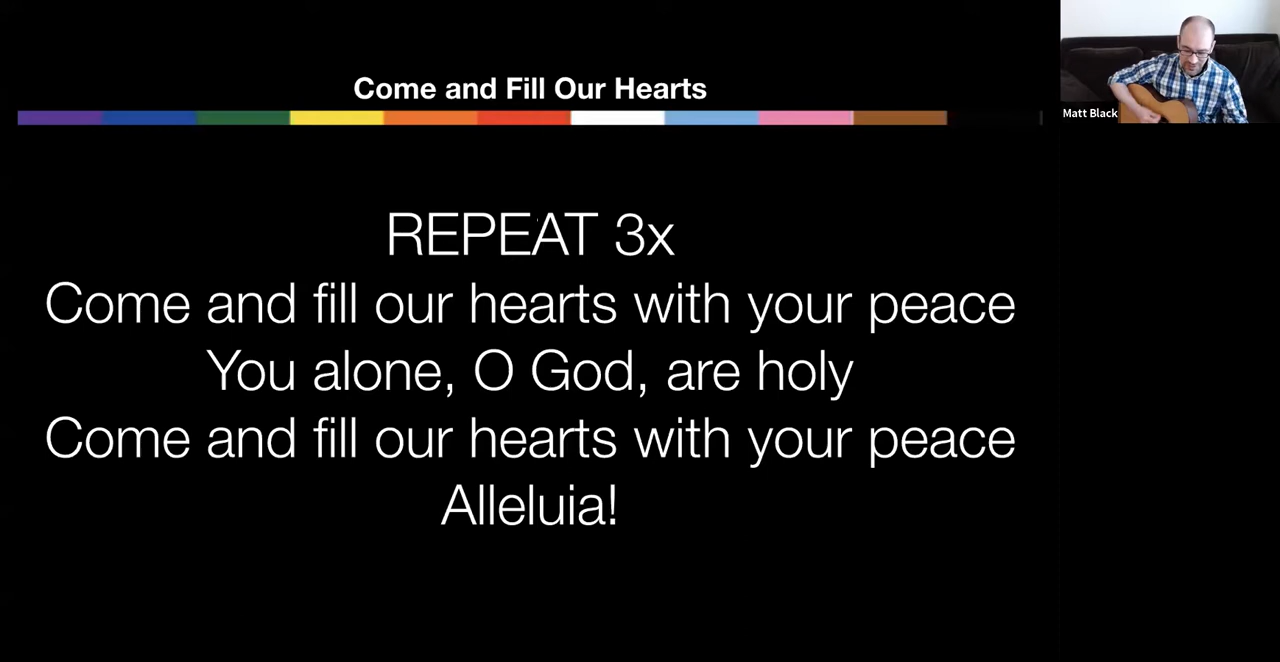 Come and Fill Our Hearts
Matt Black
REPEAT 3x
Come and fill our hearts with your peace
You alone, O God, are holy
Come and fill our hearts with your peace
Alleluia!